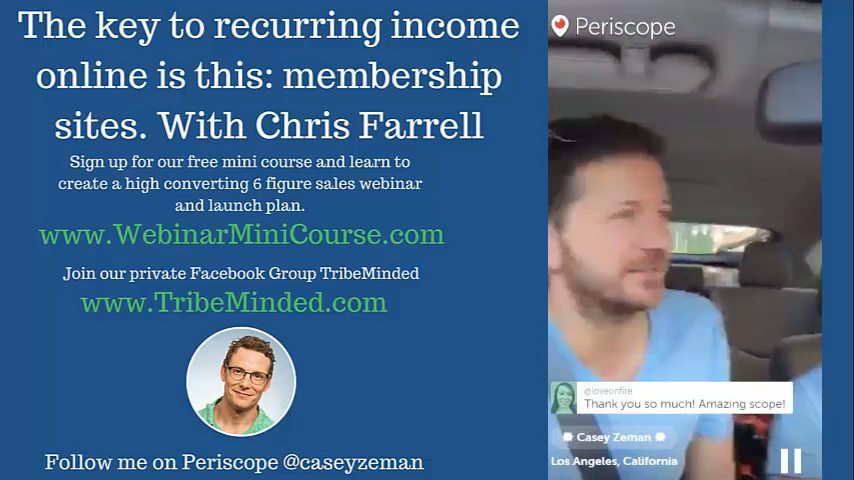 The key to recurring income
online is this: membership
sites. With Chris Farrell
Sign up for our free mini course and learn to
create a high converting 6 figure sales webinar
and launch plan.
www.WebinarMiniCourse.com
Join our private Facebook Group TribeMinded
www.TribeMinded.com
Follow me on Periscope @caseyzeman
Periscope
@loveonfire
Thank you so much! Amazing scope!
Casey Zeman
Los Angeles, California